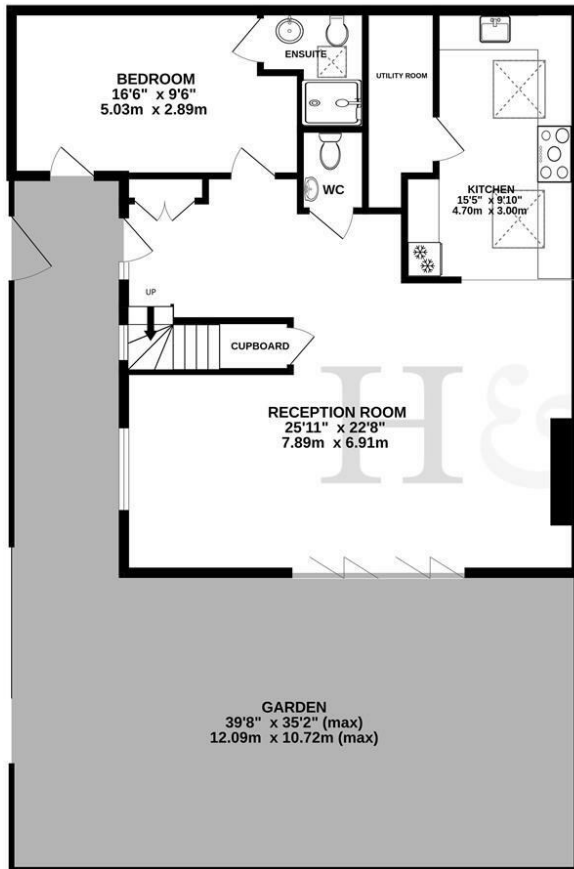 ENSUITE
BEDROOM
16'6" x 9'6"
5.03m x 2.89m
UTILITY ROOM
WC
KITCHEN
15'5" x 9'10"
4.70m x 3.00m
UP
CUPBOARD
H&
RECEPTION ROOM
25'11" x 22'8"
7.89m x 6.91m
GARDEN
39'8" x 35'2" (max)
12.09m x 10.72m (max)